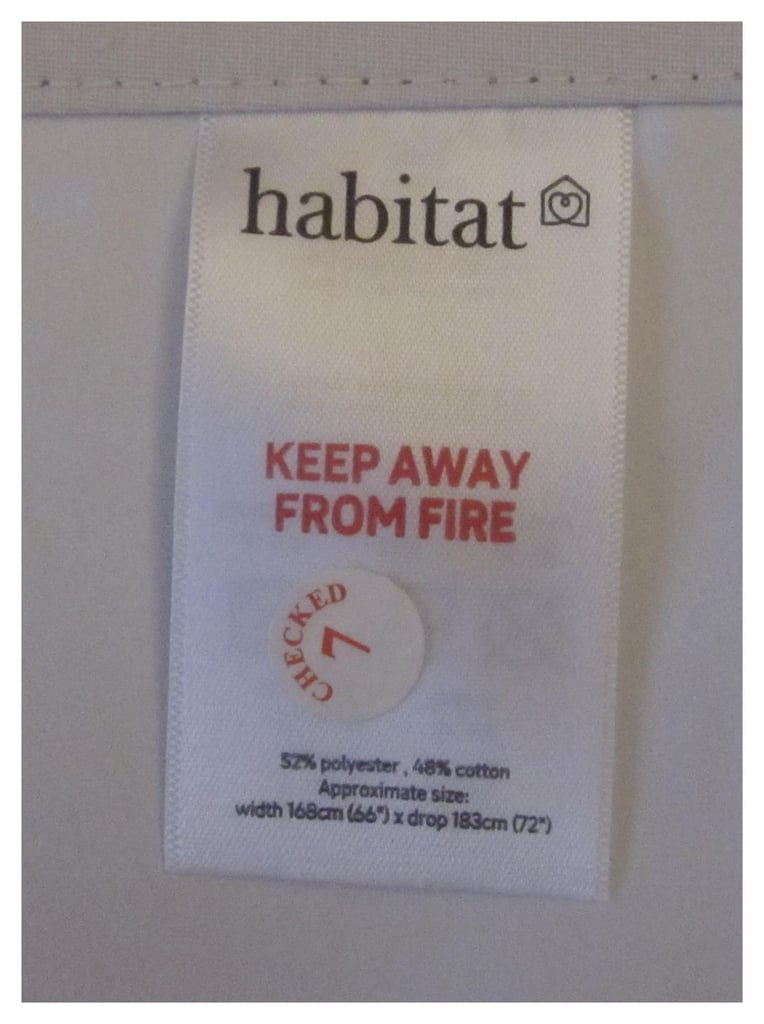 habitat
KEEP AWAY
FROM FIRE
CHECKED
7
52% polyester , 48% cotton
Approximate size:
width 168cm (66") x drop 183cm (72")